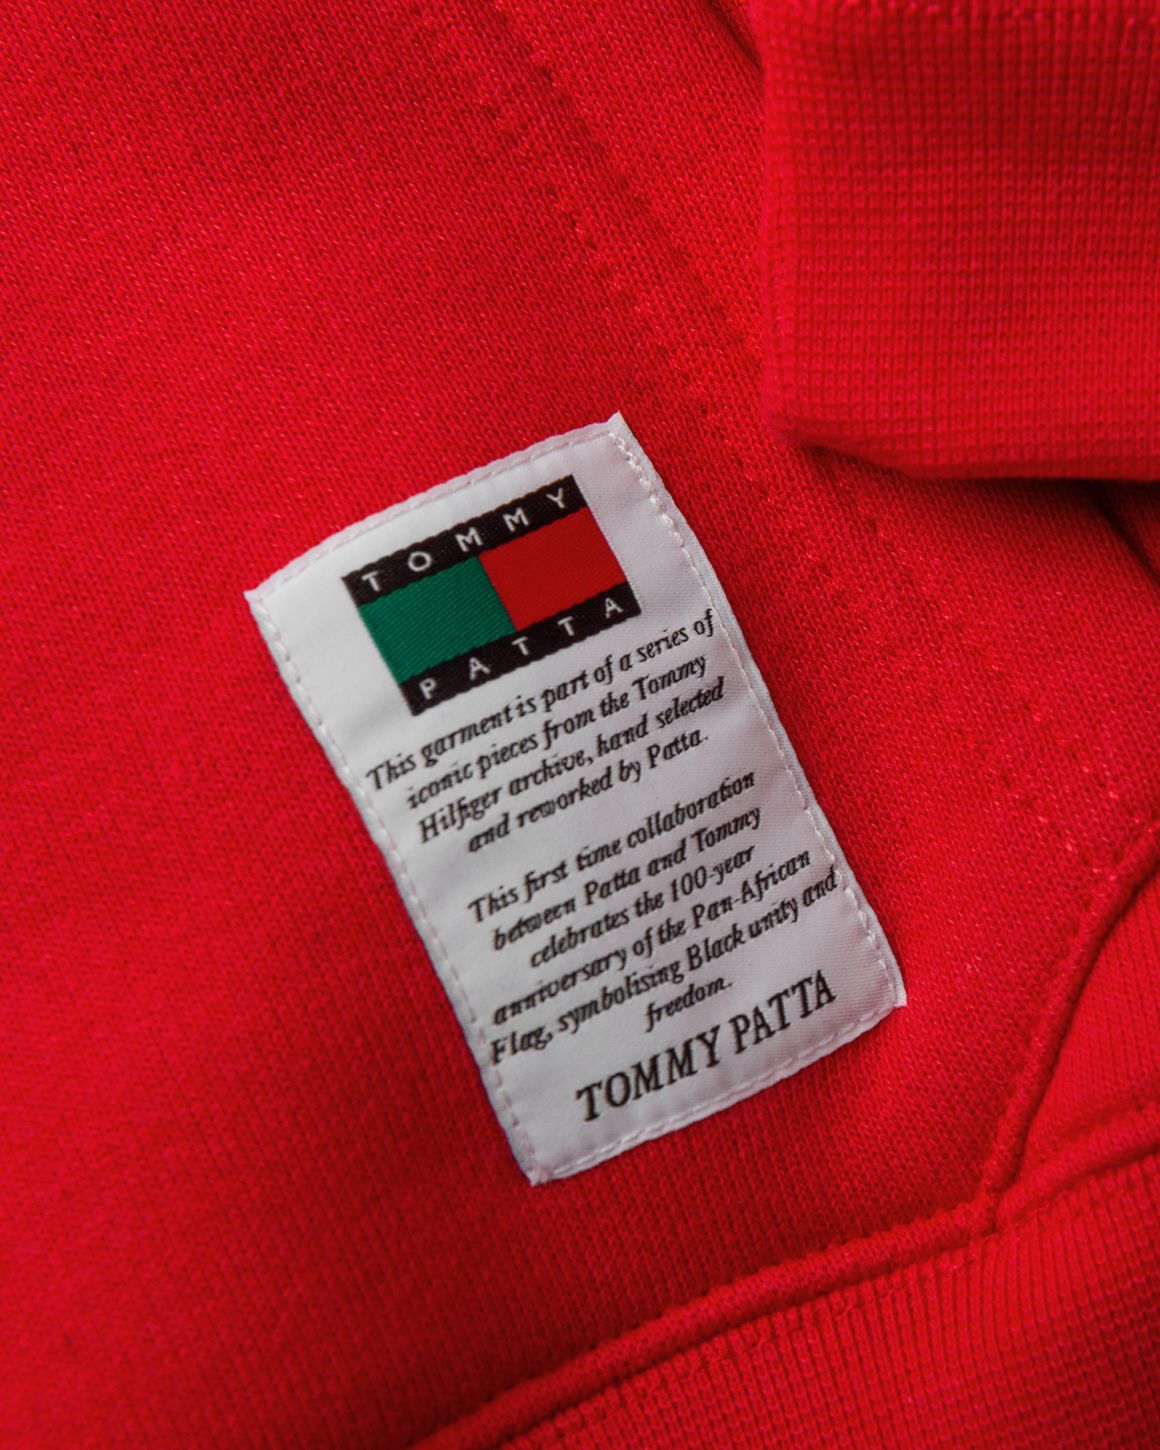 TOMMY
PATTA
This garment is part of a series of
iconic pieces from the Tommy
Hilfiger archive, hand selected
and reworked by Patta.
This first time collaboration
between Patta and Tommy
celebrates the 100-year
anniversary of the Pan-African
Flag, symbolising Black unity and
freedom.
TOMMY PATTA